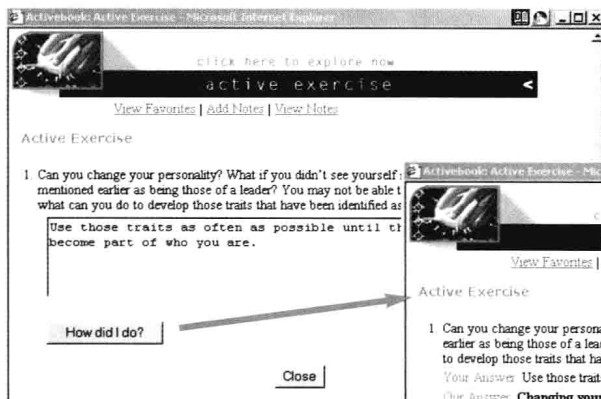 Activebook: Active Exercise - Microsoft Internet Explorer
click here to explore now
active exercise <
View Favorites | Add Notes | View Notes
Active Exercise
1. Can you change your personality? What if you didn't see yourself
mentioned earlier as being those of a leader? You may not be able t
what can you do to develop those traits that have been identified as
Use those traits as often as possible until th
become part of who you are.
How did I do?
Close
Activebook: Active Exercise - Mic
c
View Favorites |
Active Exercise
1. Can you change your persona
earlier as being those of a lea
to develop those traits that ha
Your Answer Use those trait
Our Answer Changing your